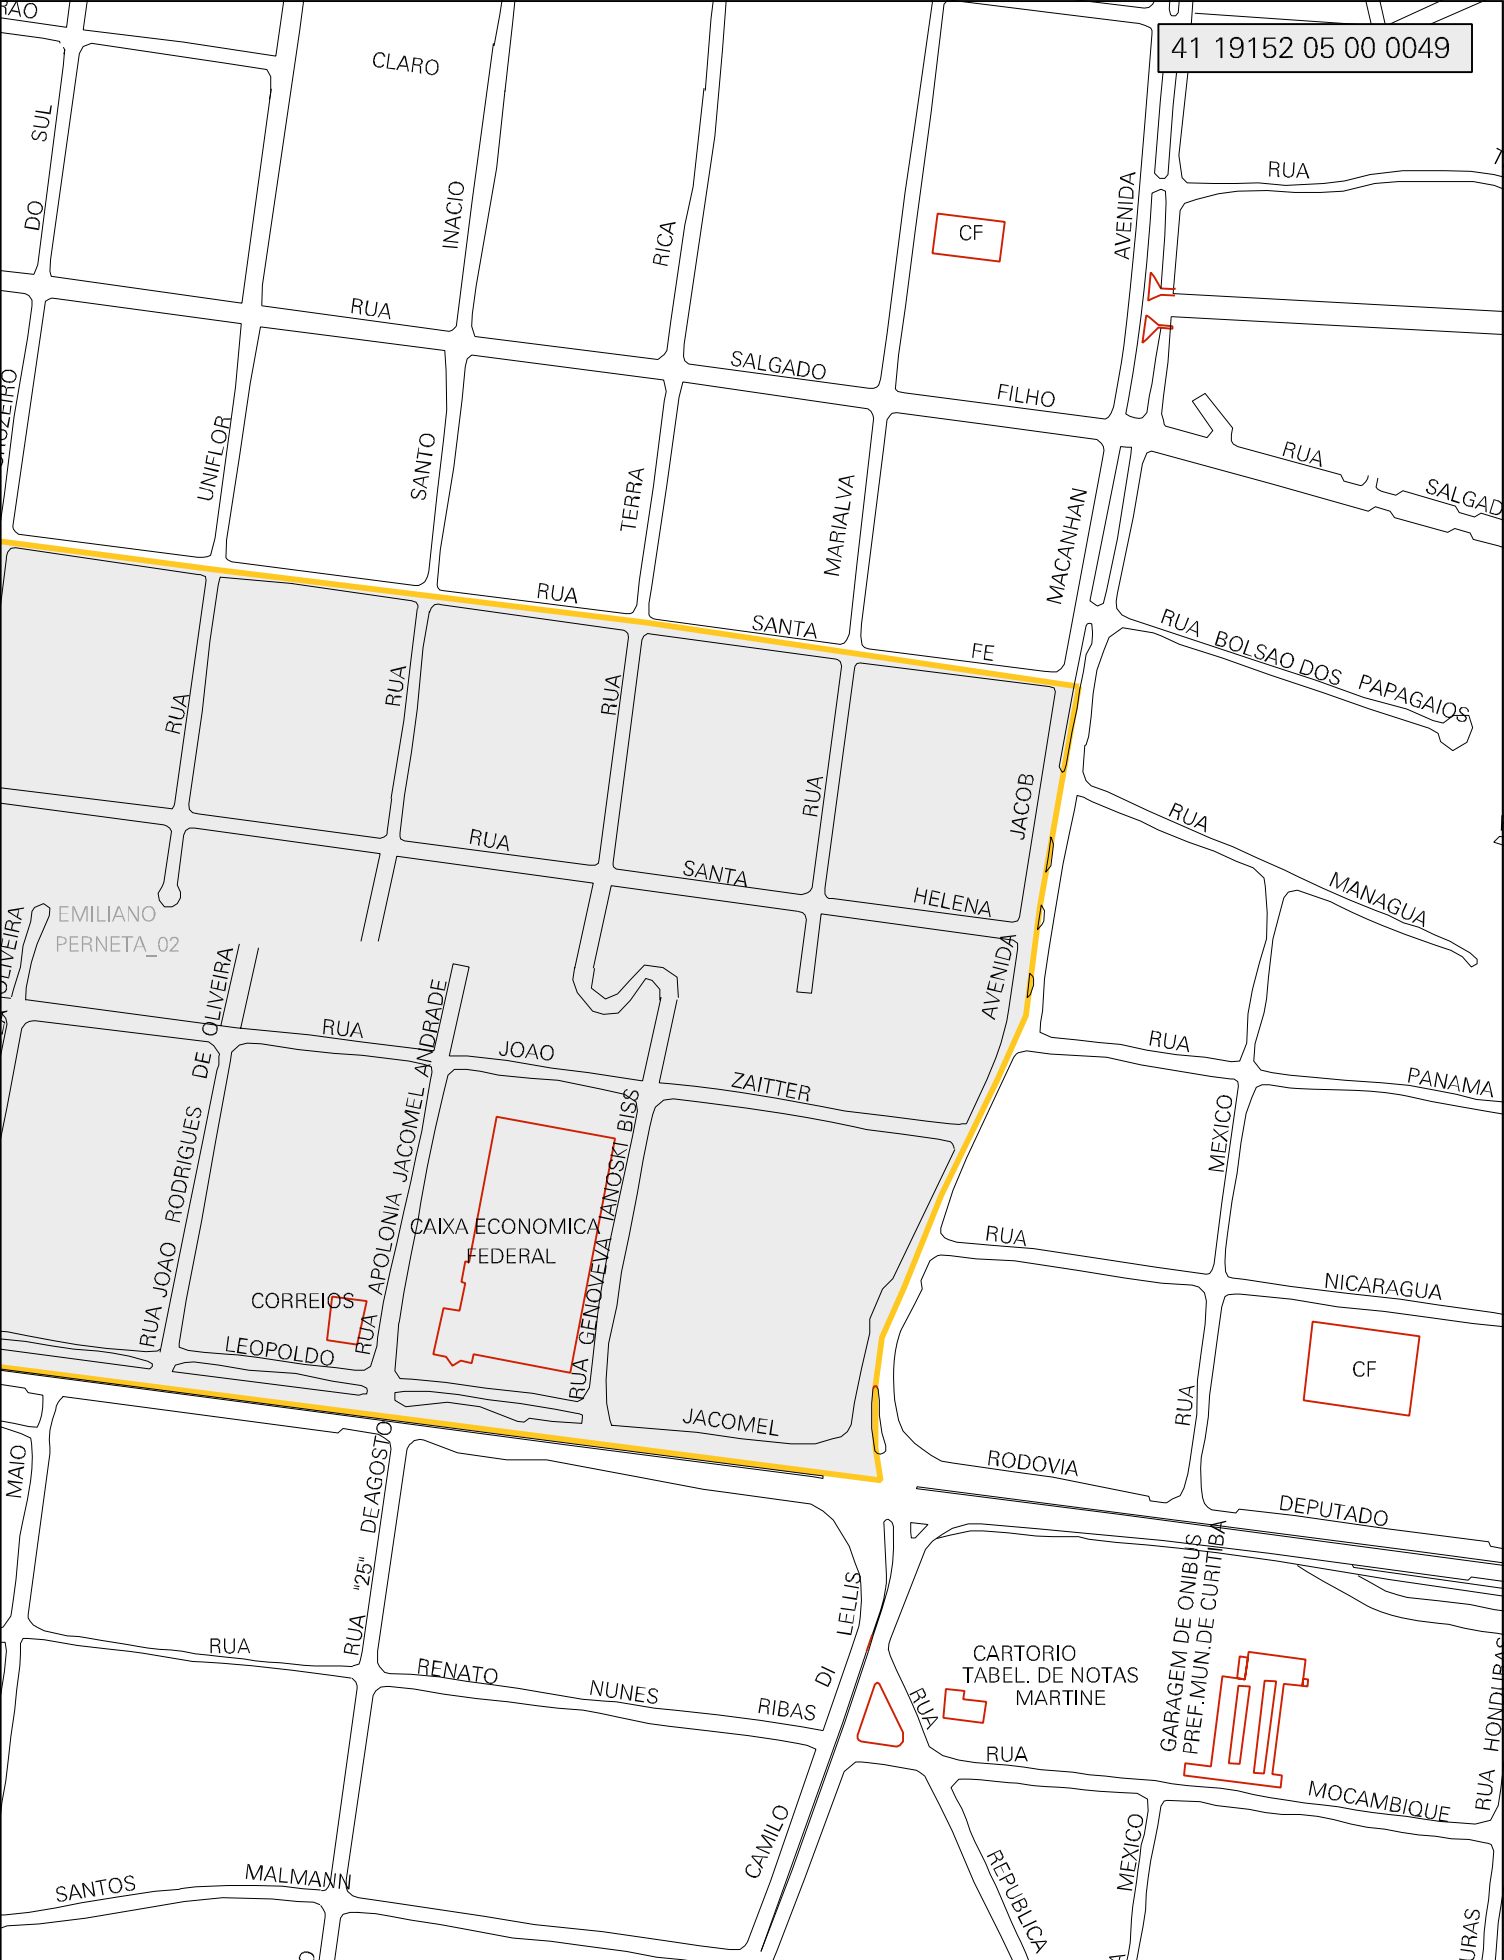 41 19152 05 00 0049
CLARO
DO SUL
INACIO
RICA
CF
AVENIDA
RUA
RUA
SALGADO
FILHO
RUA
UNIFLOR
SANTO
TERRA
MARIALVA
MACANHAN
RUA
SANTA
FE
RUA BOLSAO DOS PAPAGAIOS
RUA
RUA
RUA
RUA
JACOB
RUA
MANAGUA
RUA
SANTA
HELENA
AVENIDA
EMILIANO
PERNETA_02
OLIVEIRA
RUA JOAO RODRIGUES DE OLIVEIRA
RUA APOLONIA JACOMEL ANDRADE
RUA GENOVEVA IANOSKI BISS
RUA
JOAO
ZAITTER
RUA
PANAMA
RUA
MEXICO
CAIXA ECONOMICA
FEDERAL
CORREIOS
LEOPOLDO
JACOMEL
RUA
NICARAGUA
CF
RODOVIA
DEPUTADO
MAIO
RUA "25" DEAGOSTO
RUA
RENATO
NUNES
RIBAS
CAMILO
DI
LELLIS
CARTORIO
TABEL. DE NOTAS
MARTINE
GARAGEM DE ONIBUS
PREF.MUN.DE CURITIBA
RUA
REPUBLICA
RUA
MOCAMBIQUE
RUA HONDURAS
MEXICO
SANTOS
MALMANN